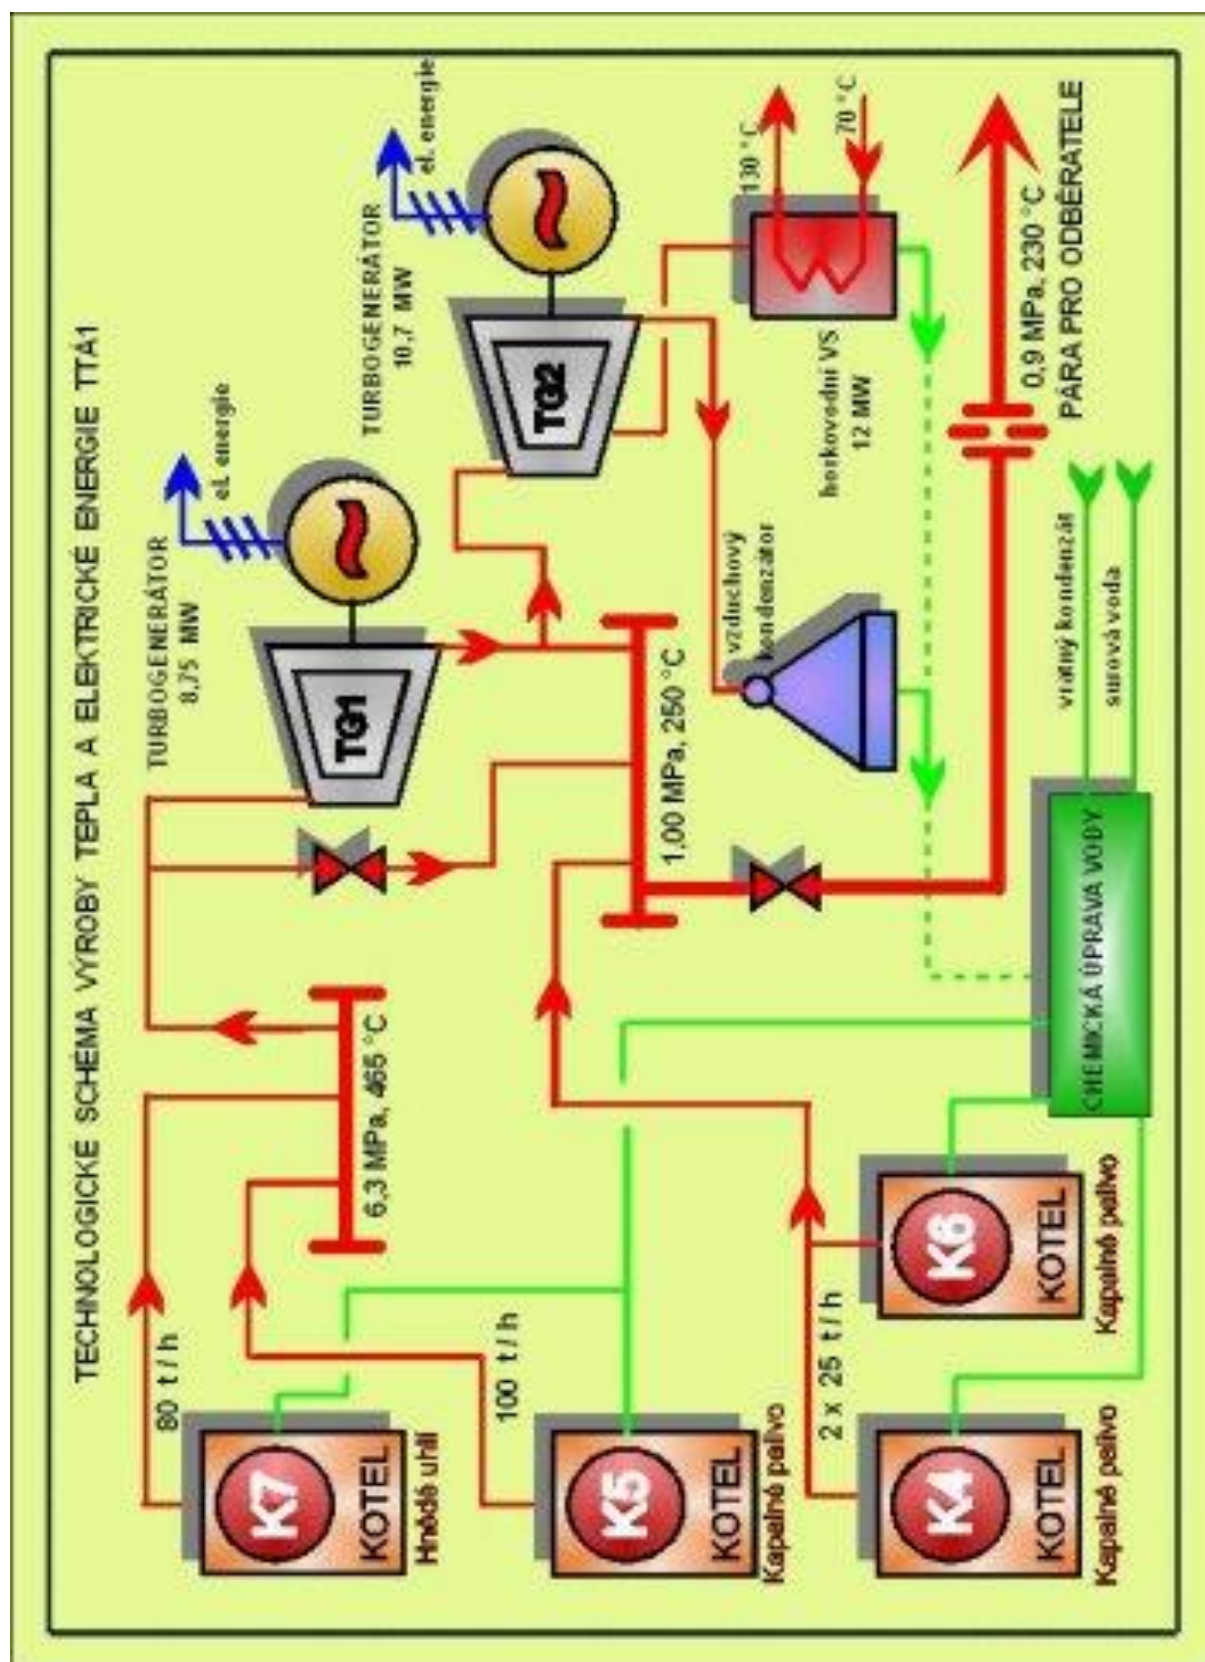 TECHNOLOGICKÉ SCHÉMA VÝROBY TEPLA A ELEKTRICKÉ ENERGIE TTA1
80 t / h
K7
KOTEL
Hnědé uhlí
6,3 MPa, 465 °C
TURBOGENERÁTOR
8,75 MW
TG1
el. energie
TURBOGENERÁTOR
10,7 MW
TG2
el. energie
100 t / h
K5
KOTEL
Kapalné palivo
1,00 MPa, 250 °C
vzduchový
kondenzátor
130 °C
70 °C
horkovodní VS
12 MW
2 x 25 t / h
K4
KOTEL
Kapalné palivo
K6
KOTEL
Kapalné palivo
CHEMICKÁ ÚPRAVA VODY
vratný kondenzát
surová voda
0,9 MPa, 230 °C
PÁRA PRO ODBĚRATELE